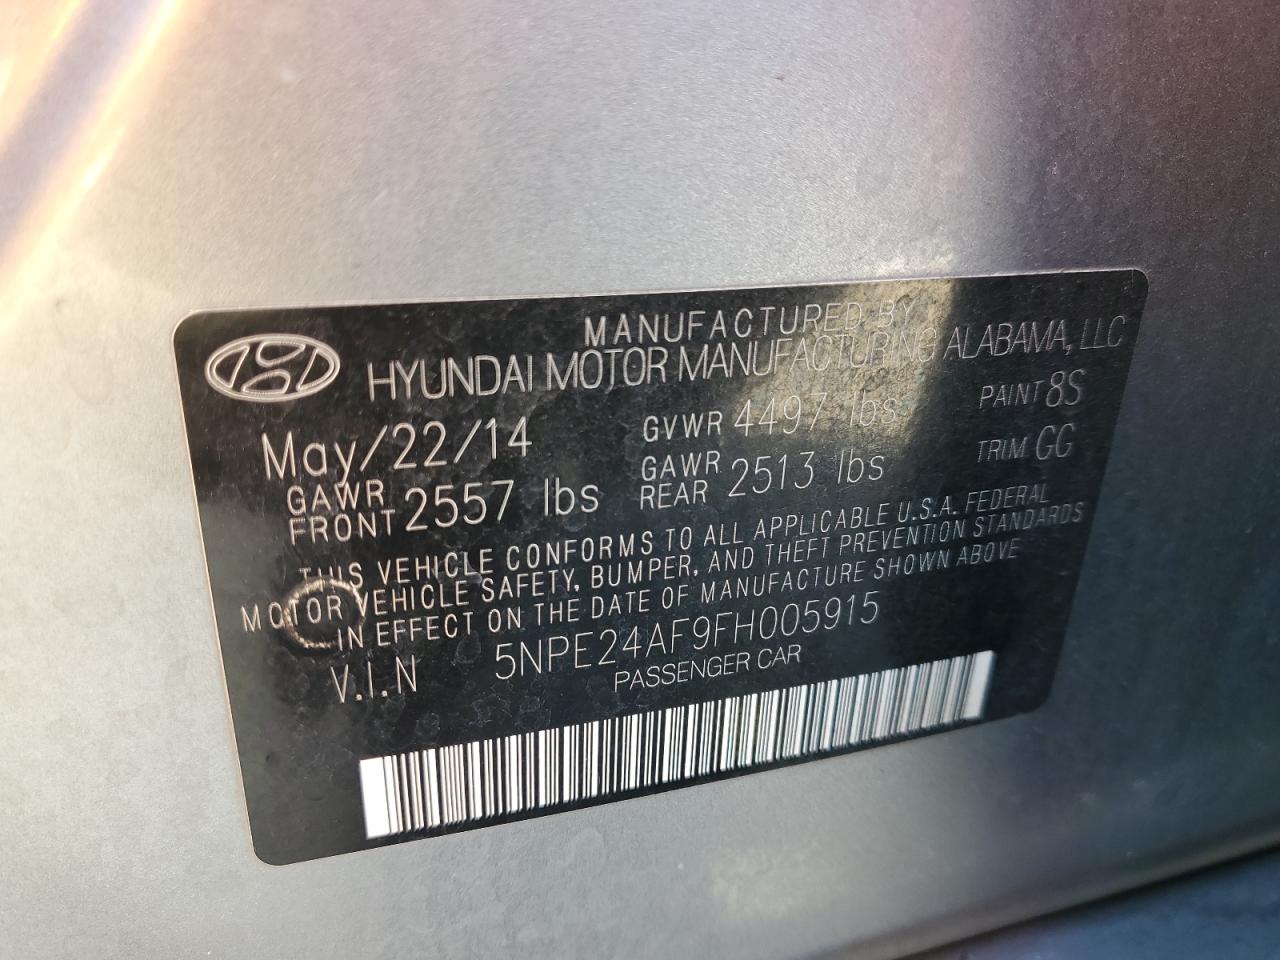 MANUFACTURED BY
HYUNDAI MOTOR MANUFACTURING ALABAMA, LLC
May/22/14 GVWR 4497 lbs PAINT 8S
GAWR FRONT 2557 lbs GAWR REAR 2513 lbs TRIM GG
THIS VEHICLE CONFORMS TO ALL APPLICABLE U.S.A. FEDERAL
MOTOR VEHICLE SAFETY, BUMPER, AND THEFT PREVENTION STANDARDS
IN EFFECT ON THE DATE OF MANUFACTURE SHOWN ABOVE
V.I.N 5NPE24AF9FH005915
PASSENGER CAR